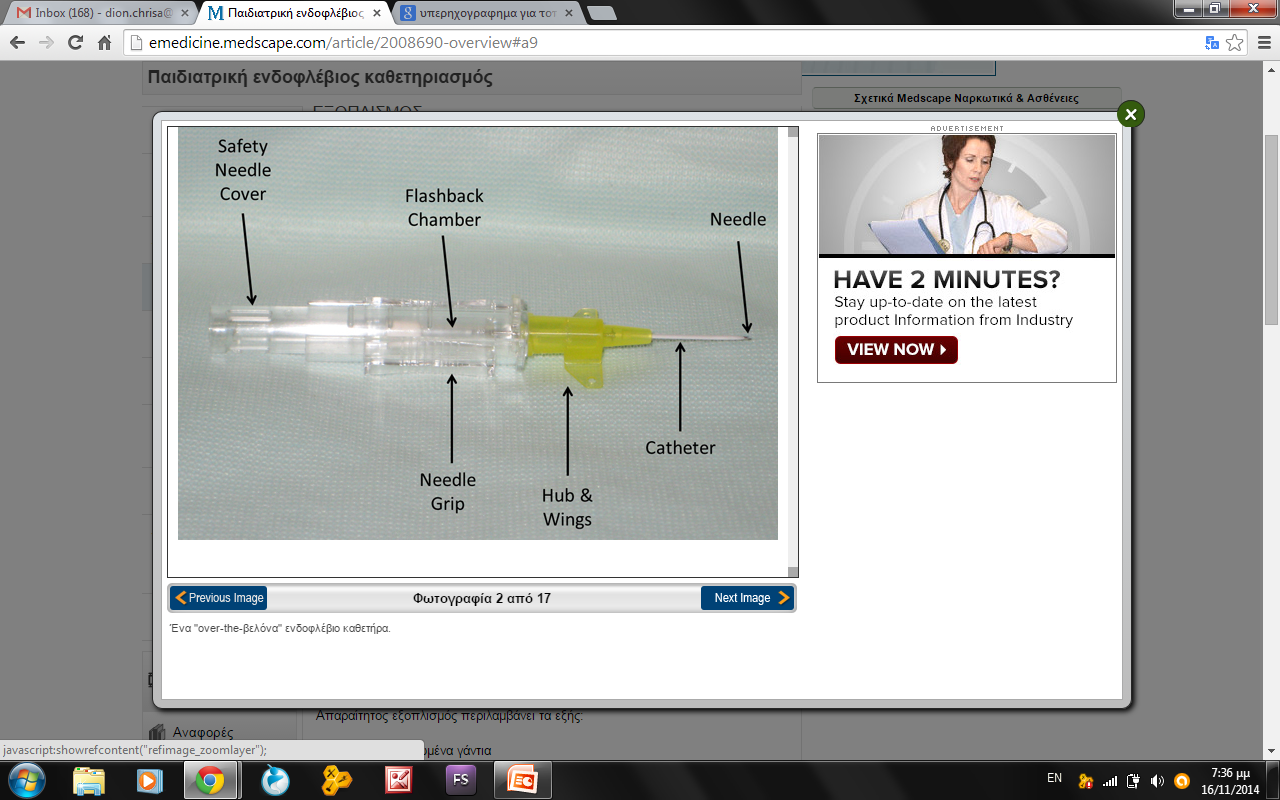 Inbox (168) - dion.chrisa@
Παιδιατρική ενδοφλέβιος
υπερηχογραφημα για τοπ
emedicine.medscape.com/article/2008690-overview#a9
Παιδιατρική ενδοφλέβιος καθετηριασμός
ΕΞΟΠΛΙΣΜΟΣ
Σχετικά Medscape Ναρκωτικά & Ασθένειες
Safety
Needle
Cover
Flashback
Chamber
Needle
Needle
Grip
Hub &
Wings
Catheter
ADVERTISEMENT
HAVE 2 MINUTES?
Stay up-to-date on the latest
product Information from Industry
VIEW NOW
Previous Image
Φωτογραφία 2 από 17
Next Image
Ένα "over-the-βελόνα" ενδοφλέβιο καθετήρα.
Απαραίτητος εξοπλισμός περιλαμβάνει τα εξής:
Αναφορές
γάντια
javascript:showrefcontent("refimage_zoomlayer");
FS
EN
7:36 μμ
16/11/2014